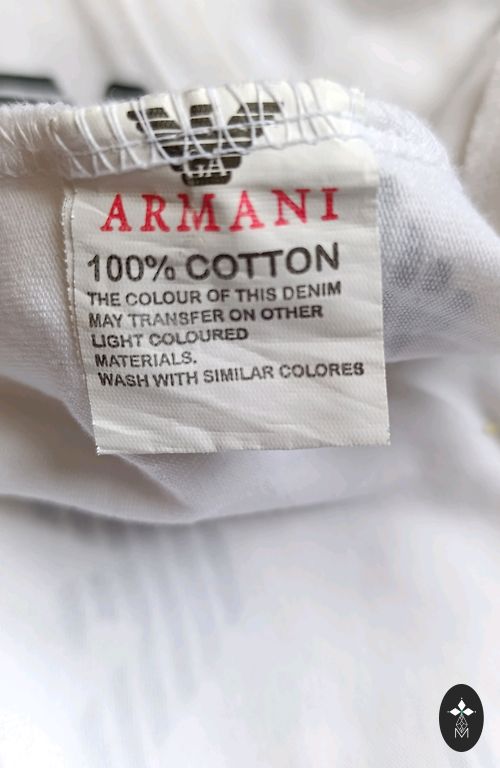 GA
ARMANI
100% COTTON
THE COLOUR OF THIS DENIM
MAY TRANSFER ON OTHER
LIGHT COLOURED
MATERIALS.
WASH WITH SIMILAR COLORES
M